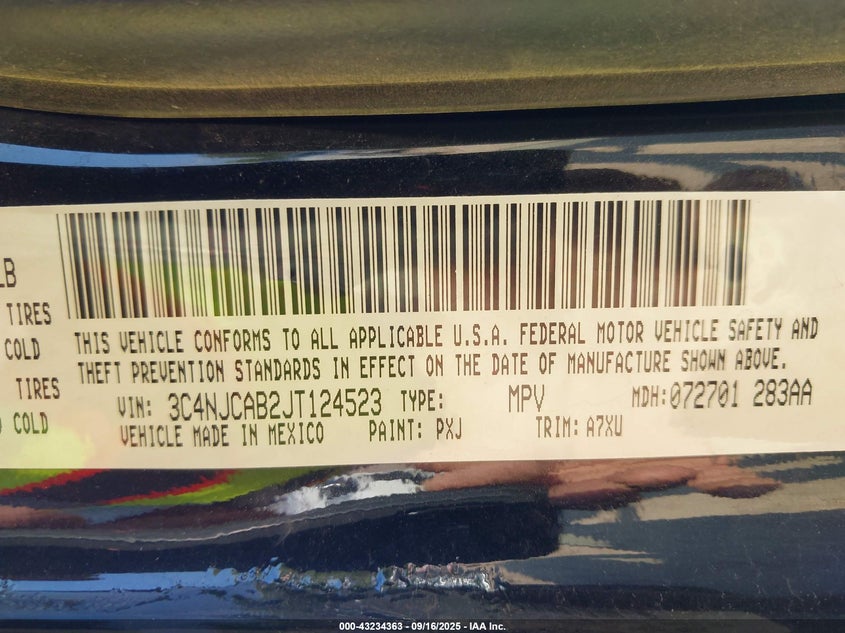 LB
TIRES
COLD
TIRES
COLD
THIS VEHICLE CONFORMS TO ALL APPLICABLE U.S.A. FEDERAL MOTOR VEHICLE SAFETY AND
THEFT PREVENTION STANDARDS IN EFFECT ON THE DATE OF MANUFACTURE SHOWN ABOVE.
VIN: 3C4NJCAB2JT124523 TYPE: MPV MDH:072701 283AA
VEHICLE MADE IN MEXICO PAINT: PXJ TRIM: A7XU
000-43234363 - 09/16/2025 - IAA Inc.